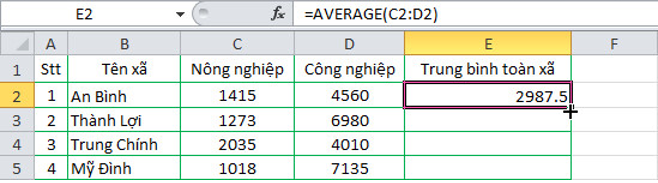 E2 fx =AVERAGE(C2:D2)
A B C D E F
1 Stt Tên xã Nông nghiệp Công nghiệp Trung bình toàn xã
2 1 An Bình 1415 4560 2987.5
3 2 Thành Lợi 1273 6980
4 3 Trung Chính 2035 4010
5 4 Mỹ Đình 1018 7135